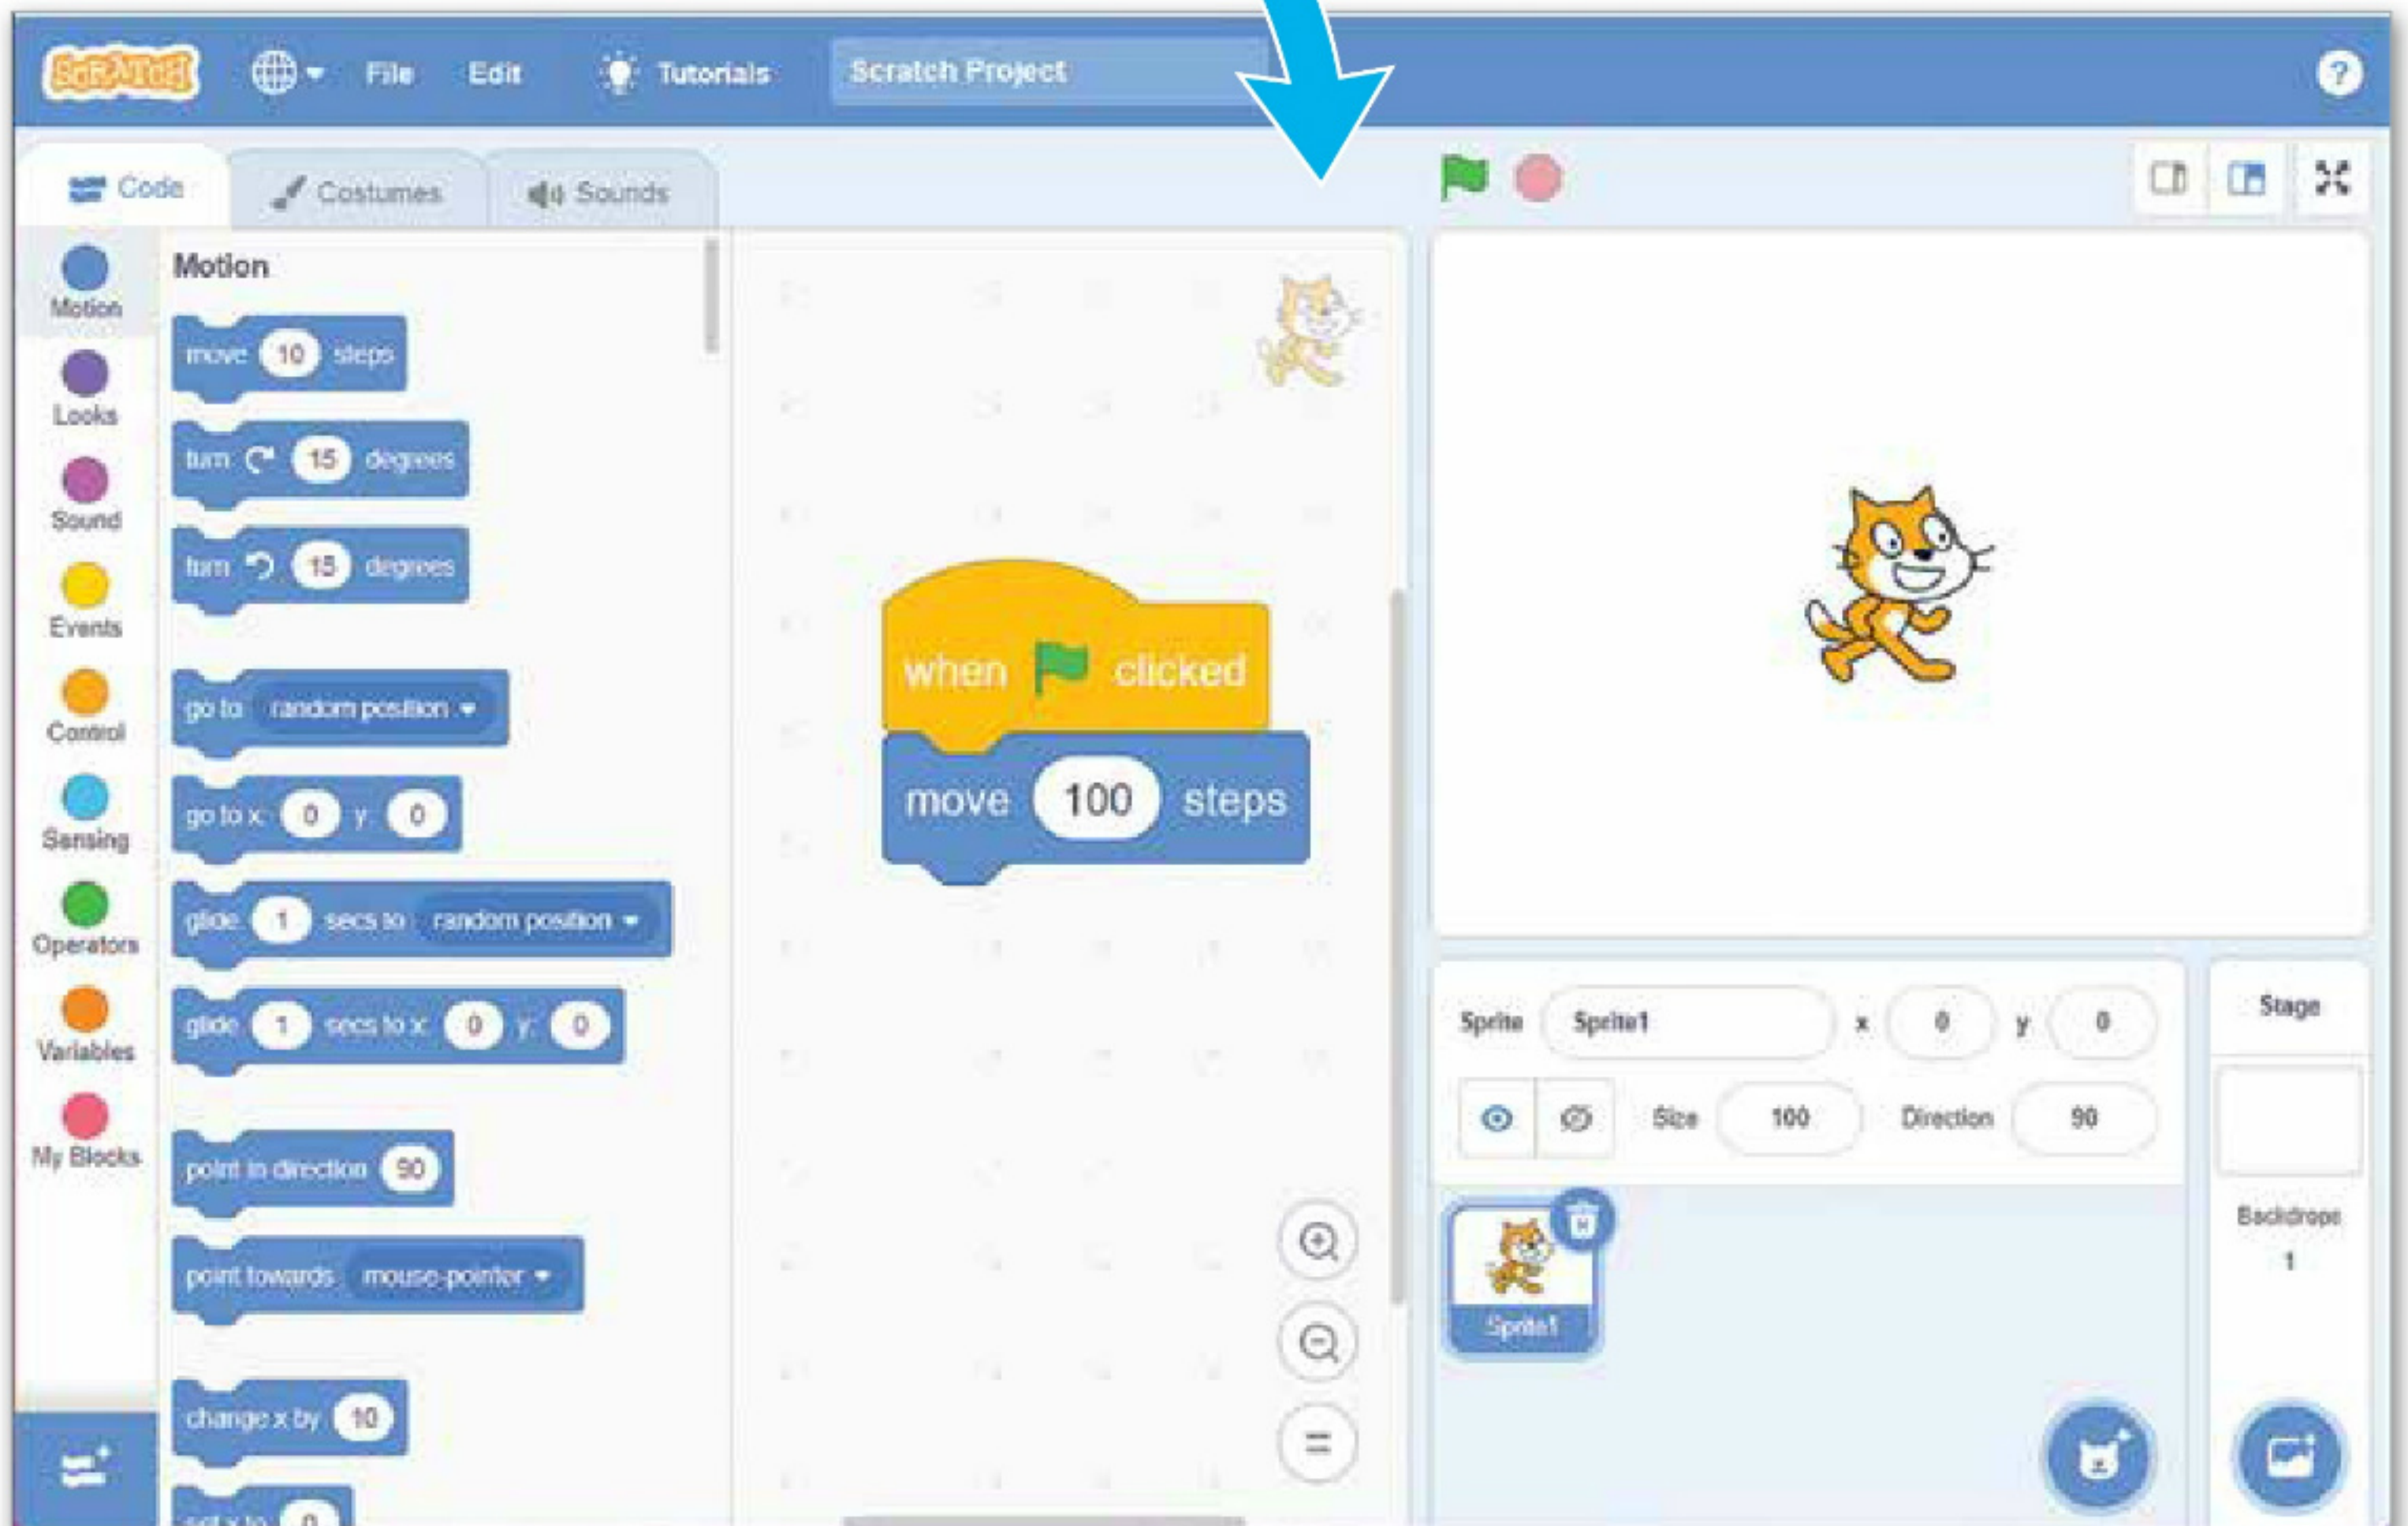 SCRATCH
File Edit Tutorials Scratch Project ?
Code Costumes Sounds
Motion
Looks
Sound
Events
Control
Sensing
Operators
Variables
My Blocks
Motion
move 10 steps
turn 15 degrees
turn 15 degrees
go to random position
go to x: 0 y: 0
glide 1 secs to random position
glide 1 secs to x: 0 y: 0
point in direction 90
point towards mouse-pointer
change x by 10
set x to 0
when clicked
move 100 steps
Sprite Sprite1 x 0 y 0
Size 100 Direction 90
Sprite1
Stage
Backdrops
1